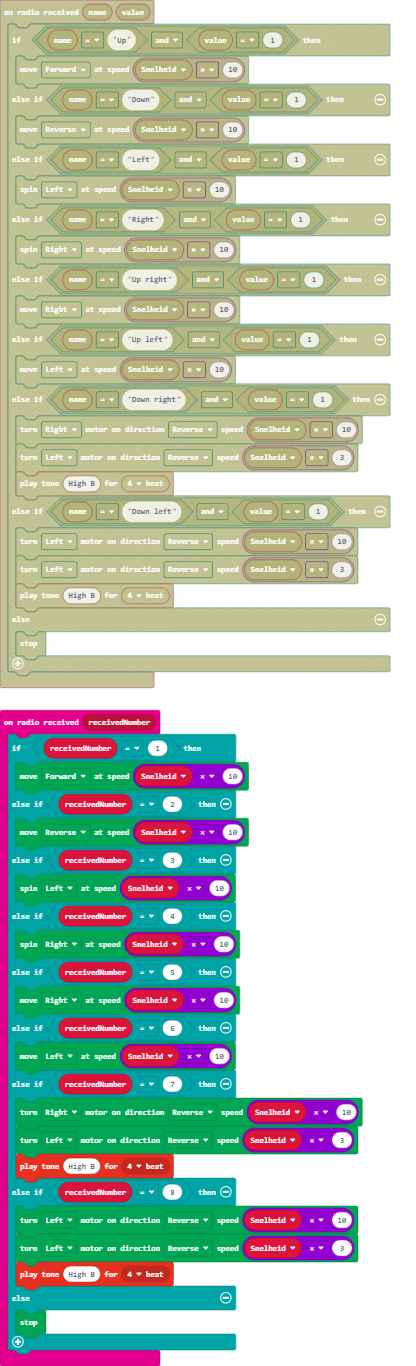 on radio received name value
if name = "Up" and value = 1 then
move Forward at speed Snelheid × 10
else if name = "Down" and value = 1 then
move Reverse at speed Snelheid × 10
else if name = "Left" and value = 1 then
spin Left at speed Snelheid × 10
else if name = "Right" and value = 1 then
spin Right at speed Snelheid × 10
else if name = "Up right" and value = 1 then
move Right at speed Snelheid × 10
else if name = "Up left" and value = 1 then
move Left at speed Snelheid × 10
else if name = "Down right" and value = 1 then
turn Right motor on direction Reverse speed Snelheid × 10
turn Left motor on direction Reverse speed Snelheid × 3
play tone High B for 4 beat
else if name = "Down left" and value = 1 then
turn Left motor on direction Reverse speed Snelheid × 10
turn Left motor on direction Reverse speed Snelheid × 3
play tone High B for 4 beat
else
stop
on radio received receivedNumber
if receivedNumber = 1 then
move Forward at speed Snelheid × 10
else if receivedNumber = 2 then
move Reverse at speed Snelheid × 10
else if receivedNumber = 3 then
spin Left at speed Snelheid × 10
else if receivedNumber = 4 then
spin Right at speed Snelheid × 10
else if receivedNumber = 5 then
move Right at speed Snelheid × 10
else if receivedNumber = 6 then
move Left at speed Snelheid × 10
else if receivedNumber = 7 then
turn Right motor on direction Reverse speed Snelheid × 10
turn Left motor on direction Reverse speed Snelheid × 3
play tone High B for 4 beat
else if receivedNumber = 8 then
turn Left motor on direction Reverse speed Snelheid × 10
turn Left motor on direction Reverse speed Snelheid × 3
play tone High B for 4 beat
else
stop